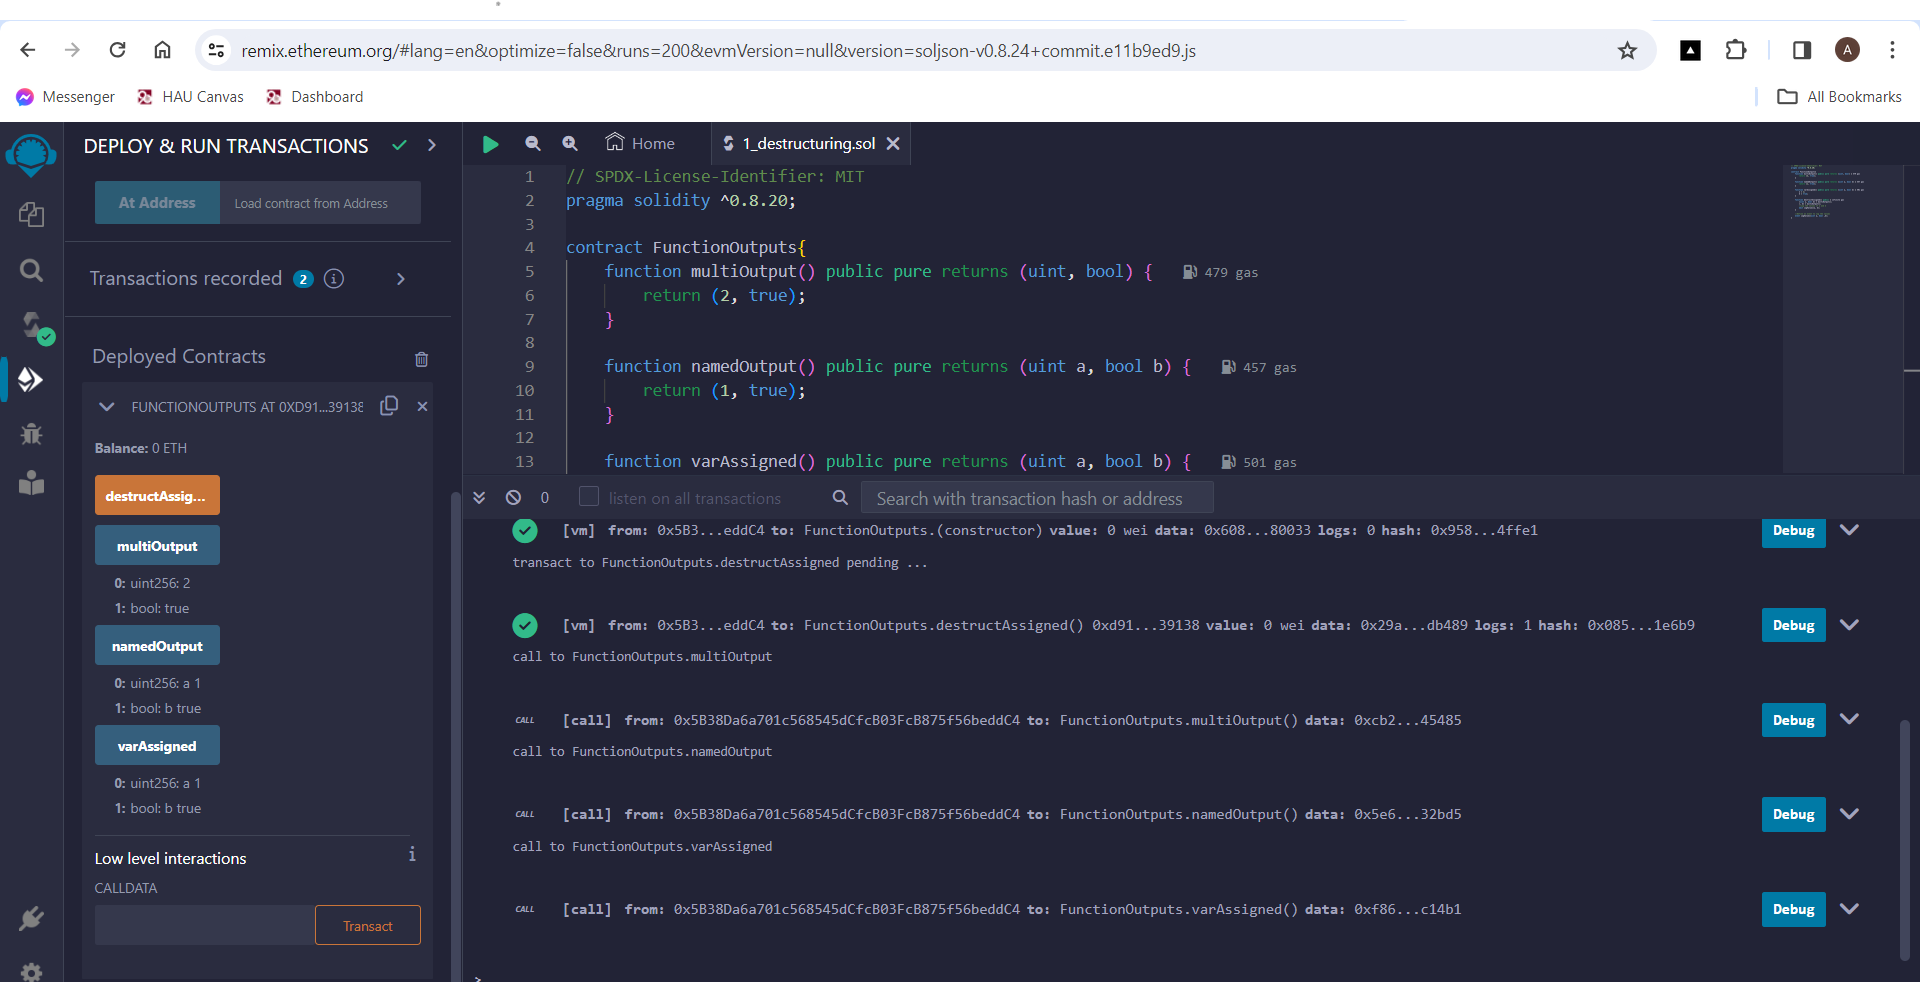 remix.ethereum.org/#lang=en&optimize=false&runs=200&evmVersion=null&version=soljson-v0.8.24+commit.e11b9ed9.js
A
Messenger
HAU Canvas
Dashboard
All Bookmarks
DEPLOY & RUN TRANSACTIONS
At Address
Load contract from Address
Transactions recorded 2
Deployed Contracts
FUNCTIONOUTPUTS AT 0XD91...39138
Balance: 0 ETH
destructAssig...
multiOutput
0: uint256: 2
1: bool: true
namedOutput
0: uint256: a 1
1: bool: b true
varAssigned
0: uint256: a 1
1: bool: b true
Low level interactions
CALLDATA
Transact
Home
1_destructuring.sol
1 // SPDX-License-Identifier: MIT
2 pragma solidity ^0.8.20;
3
4 contract FunctionOutputs{
5 function multiOutput() public pure returns (uint, bool) { 479 gas
6 return (2, true);
7 }
8
9 function namedOutput() public pure returns (uint a, bool b) { 457 gas
10 return (1, true);
11 }
12
13 function varAssigned() public pure returns (uint a, bool b) { 501 gas
0 listen on all transactions Search with transaction hash or address
[vm] from: 0x5B3...eddC4 to: FunctionOutputs.(constructor) value: 0 wei data: 0x608...80033 logs: 0 hash: 0x958...4ffe1 Debug
transact to FunctionOutputs.destructAssigned pending ...
[vm] from: 0x5B3...eddC4 to: FunctionOutputs.destructAssigned() 0xd91...39138 value: 0 wei data: 0x29a...db489 logs: 1 hash: 0x085...1e6b9 Debug
call to FunctionOutputs.multiOutput
CALL [call] from: 0x5B38Da6a701c568545dCfcB03FcB875f56beddC4 to: FunctionOutputs.multiOutput() data: 0xcb2...45485 Debug
call to FunctionOutputs.namedOutput
CALL [call] from: 0x5B38Da6a701c568545dCfcB03FcB875f56beddC4 to: FunctionOutputs.namedOutput() data: 0x5e6...32bd5 Debug
call to FunctionOutputs.varAssigned
CALL [call] from: 0x5B38Da6a701c568545dCfcB03FcB875f56beddC4 to: FunctionOutputs.varAssigned() data: 0xf86...c14b1 Debug